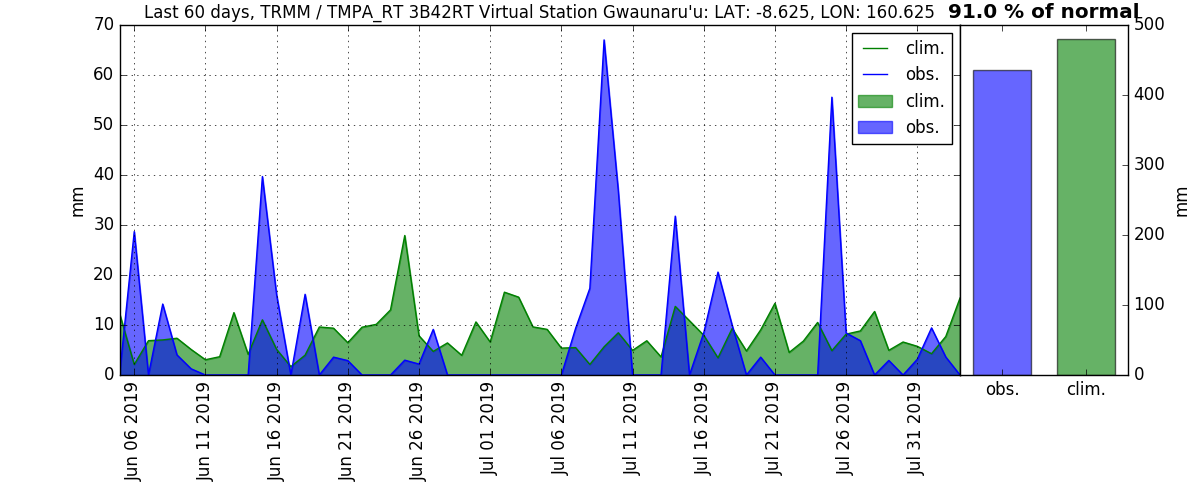 Last 60 days, TRMM / TMPA_RT 3B42RT Virtual Station Gwaunaru'u: LAT: -8.625, LON: 160.625
91.0 % of normal
70
60
50
40
30
20
10
0
mm
clim.
obs.
clim.
obs.
500
400
300
200
100
0
mm
Jun 06 2019
Jun 11 2019
Jun 16 2019
Jun 21 2019
Jun 26 2019
Jul 01 2019
Jul 06 2019
Jul 11 2019
Jul 16 2019
Jul 21 2019
Jul 26 2019
Jul 31 2019
obs.
clim.